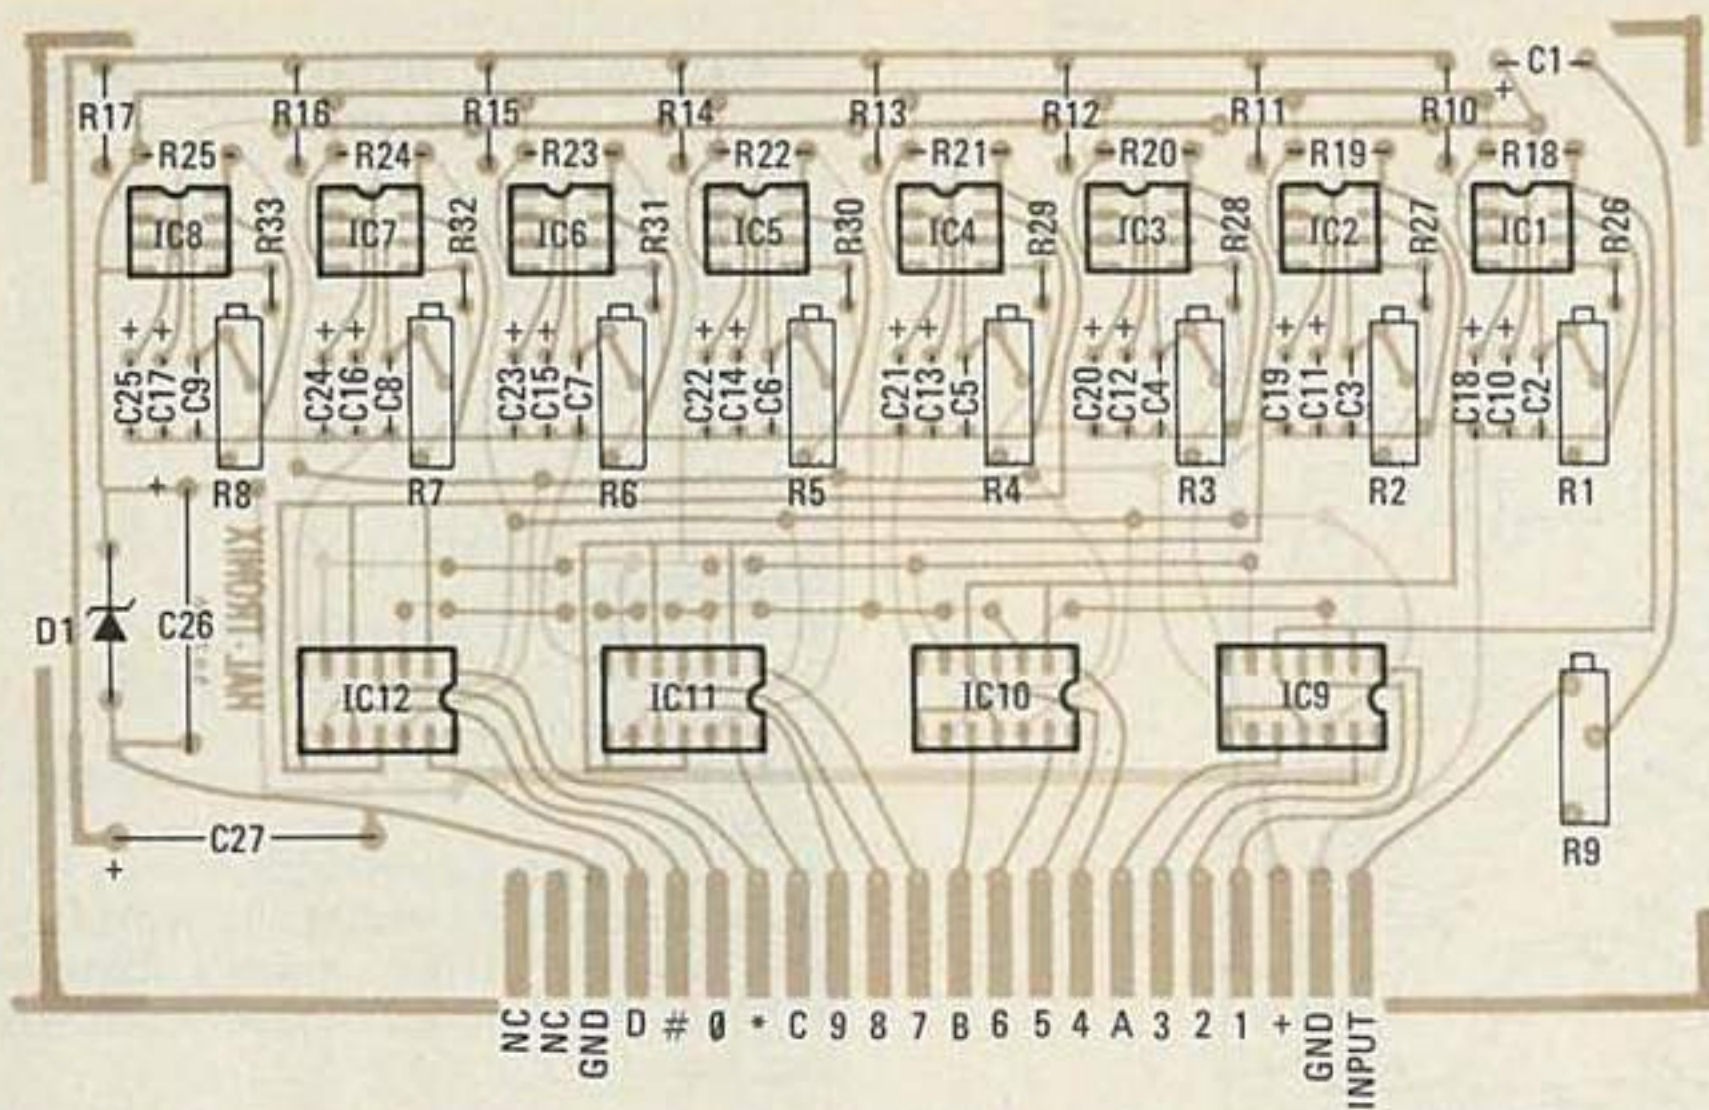 C1
+
R17 R16 R15 R14 R13 R12 R11 R10
R25 R24 R23 R22 R21 R20 R19 R18
IC8 R33 IC7 R32 IC6 R31 IC5 R30 IC4 R29 IC3 R28 IC2 R27 IC1 R26
+ + + + + + + + + + + + + + + +
C25 C17 C9 C24 C16 C8 C23 C15 C7 C22 C14 C6 C21 C13 C5 C20 C12 C4 C19 C11 C3 C18 C10 C2
+ R8 R7 R6 R5 R4 R3 R2 R1
D1 C26
IC12 IC11 IC10 IC9
C27
+
R9
NC NC GND D # 0 * C 9 8 7 B 6 5 4 A 3 2 1 + GND INPUT